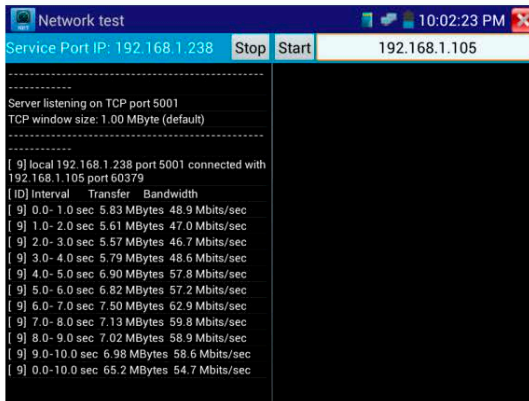 Network test
10:02:23 PM
Service Port IP: 192.168.1.238
Stop
Start
192.168.1.105
-----------------------------------------------
------------
Server listening on TCP port 5001
TCP window size: 1.00 MByte (default)
-----------------------------------------------
------------
[ 9] local 192.168.1.238 port 5001 connected with
192.168.1.105 port 60379
[ ID] Interval Transfer Bandwidth
[ 9] 0.0- 1.0 sec 5.83 MBytes 48.9 Mbits/sec
[ 9] 1.0- 2.0 sec 5.61 MBytes 47.0 Mbits/sec
[ 9] 2.0- 3.0 sec 5.57 MBytes 46.7 Mbits/sec
[ 9] 3.0- 4.0 sec 5.79 MBytes 48.6 Mbits/sec
[ 9] 4.0- 5.0 sec 6.90 MBytes 57.8 Mbits/sec
[ 9] 5.0- 6.0 sec 6.82 MBytes 57.2 Mbits/sec
[ 9] 6.0- 7.0 sec 7.50 MBytes 62.9 Mbits/sec
[ 9] 7.0- 8.0 sec 7.13 MBytes 59.8 Mbits/sec
[ 9] 8.0- 9.0 sec 7.02 MBytes 58.9 Mbits/sec
[ 9] 9.0-10.0 sec 6.98 MBytes 58.6 Mbits/sec
[ 9] 0.0-10.0 sec 65.2 MBytes 54.7 Mbits/sec